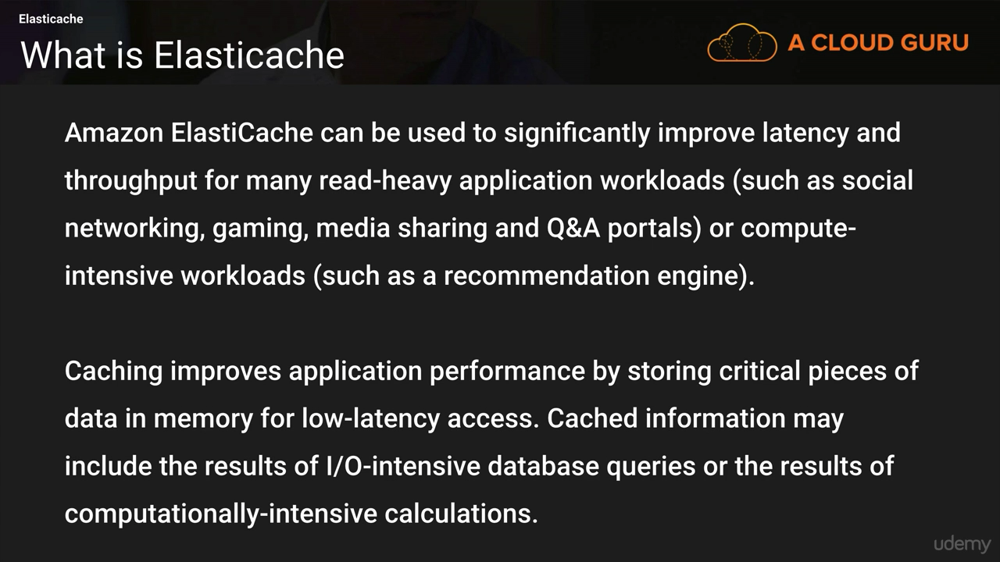 Elasticache
What is Elasticache
A CLOUD GURU
Amazon ElastiCache can be used to significantly improve latency and
throughput for many read-heavy application workloads (such as social
networking, gaming, media sharing and Q&A portals) or compute-
intensive workloads (such as a recommendation engine).
Caching improves application performance by storing critical pieces of
data in memory for low-latency access. Cached information may
include the results of I/O-intensive database queries or the results of
computationally-intensive calculations.
udemy